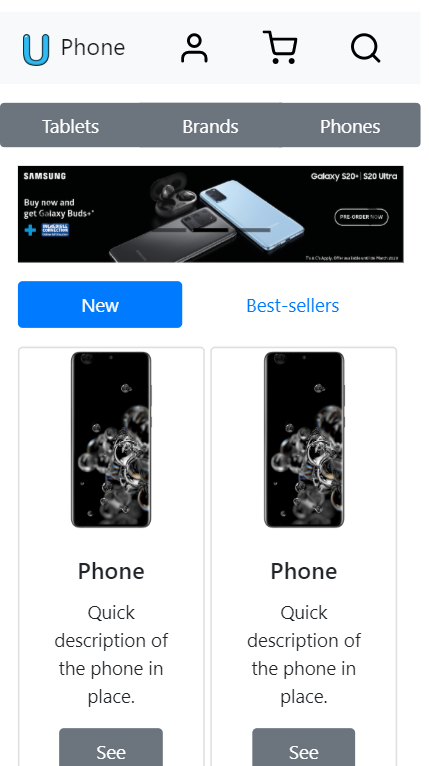 U Phone
Tablets Brands Phones
SAMSUNG
Galaxy S20+ | S20 Ultra
Buy now and
get Galaxy Buds+*
PRE-ORDER NOW
New Best-sellers
Phone
Quick
description of
the phone in
place.
See
Phone
Quick
description of
the phone in
place.
See